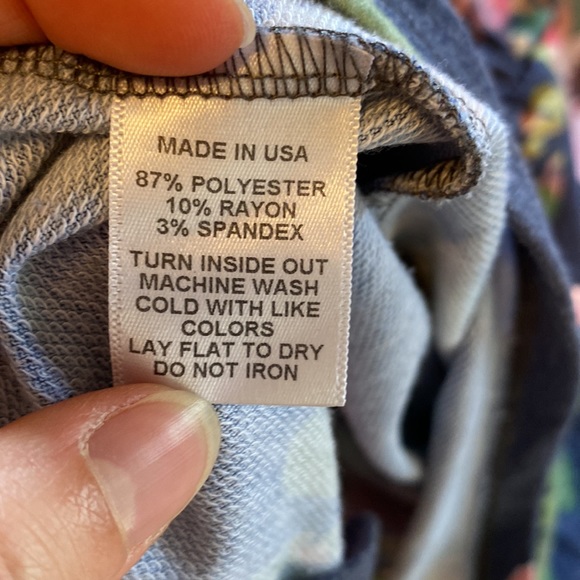 MADE IN USA
87% POLYESTER
10% RAYON
3% SPANDEX
TURN INSIDE OUT
MACHINE WASH
COLD WITH LIKE
COLORS
LAY FLAT TO DRY
DO NOT IRON